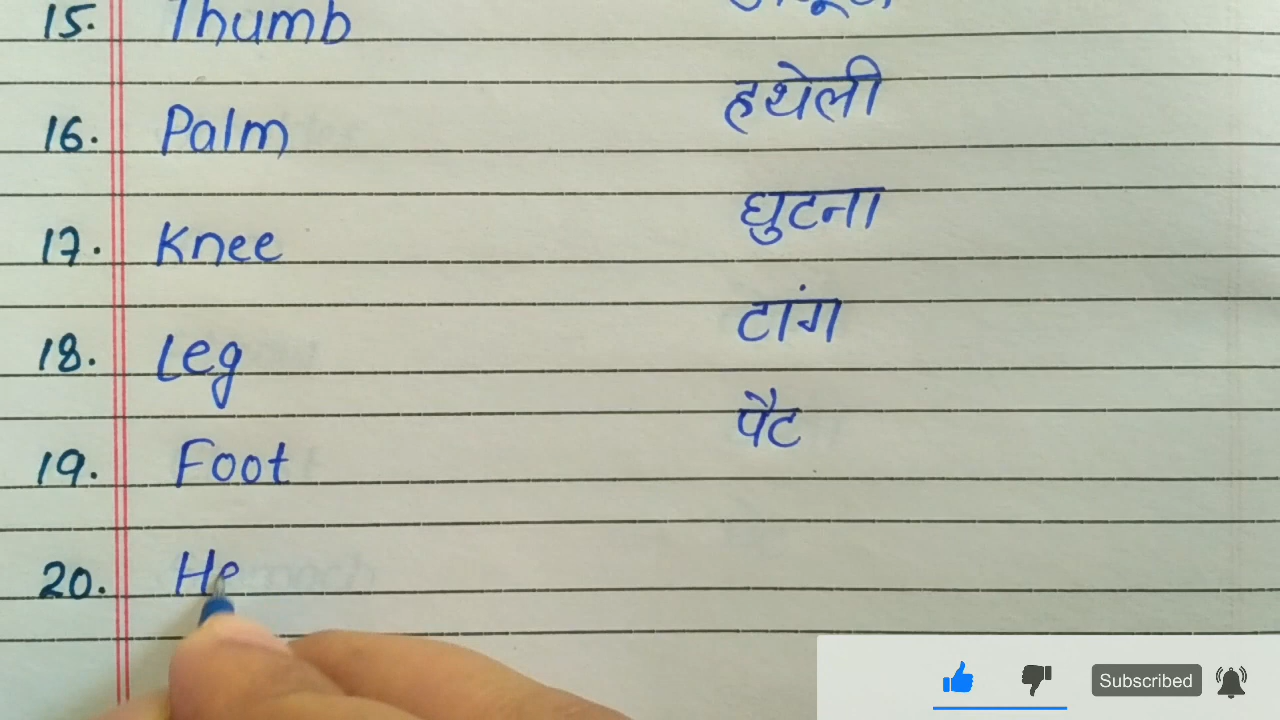 15. Thumb
16. Palm हथेली
17. Knee घुटना
18. Leg टांग
19. Foot पैट
20. He
Subscribed